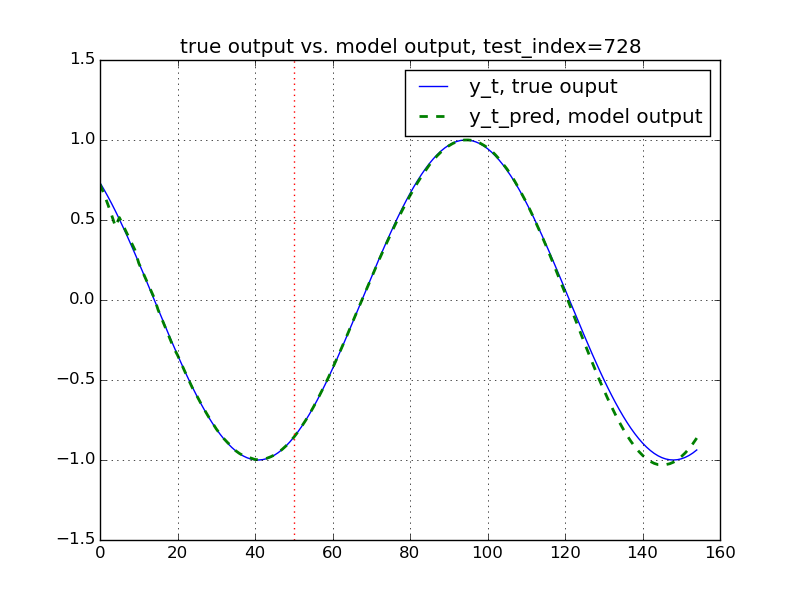 true output vs. model output, test_index=728
y_t, true ouput
y_t_pred, model output
1.5
1.0
0.5
0.0
−0.5
−1.0
−1.5
0 20 40 60 80 100 120 140 160